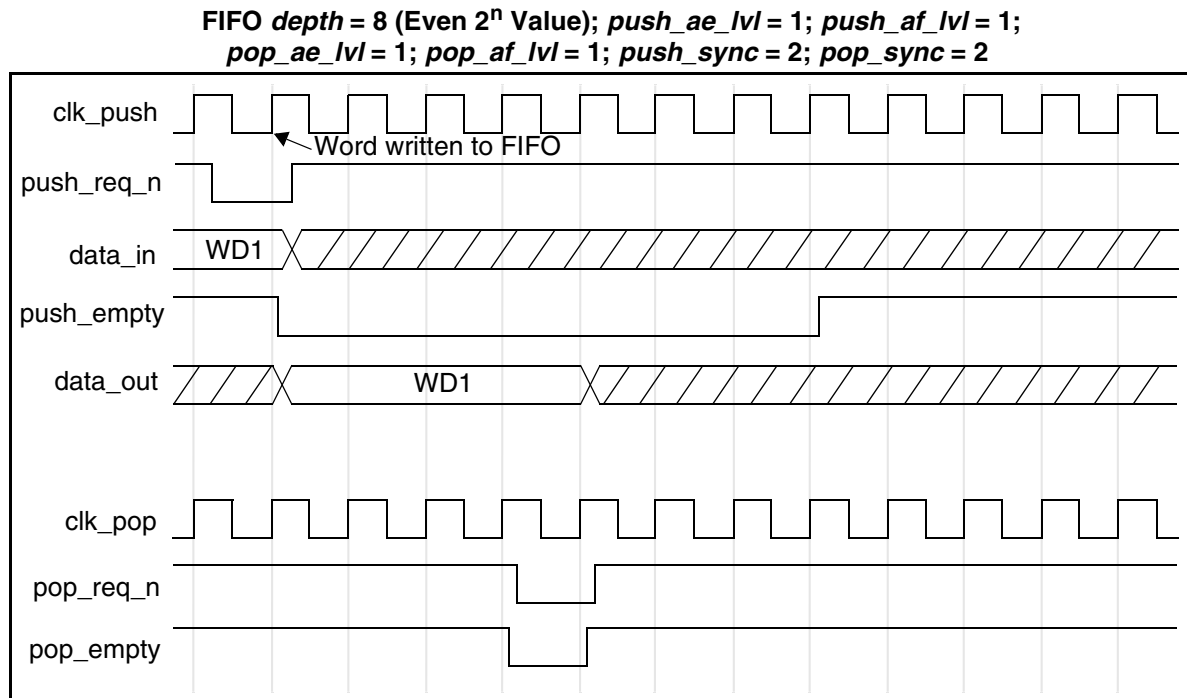 FIFO depth = 8 (Even 2ⁿ Value); push_ae_lvl = 1; push_af_lvl = 1;
pop_ae_lvl = 1; pop_af_lvl = 1; push_sync = 2; pop_sync = 2
clk_push
Word written to FIFO
push_req_n
data_in
WD1
push_empty
data_out
WD1
clk_pop
pop_req_n
pop_empty